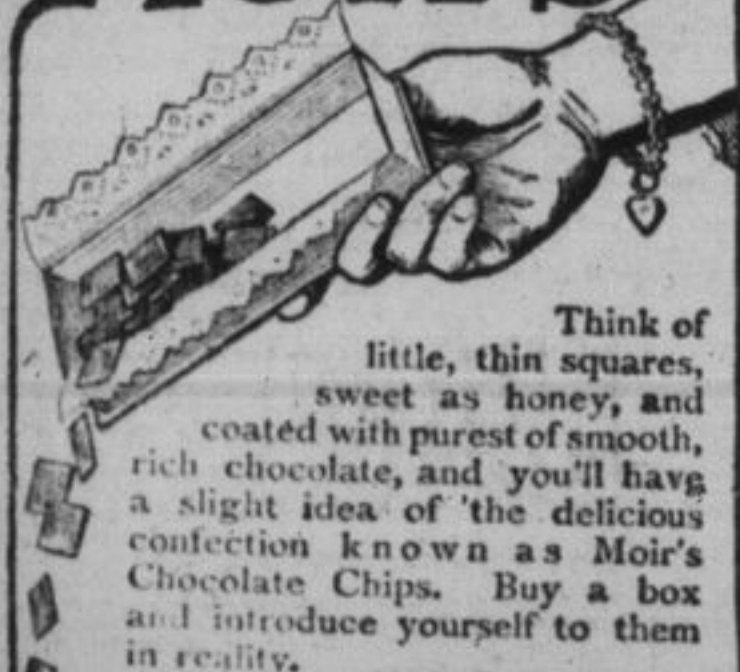 Think of
little, thin squares,
sweet as honey, and
coated with purest of smooth,
rich chocolate, and you'll have
a slight idea of 'the delicious
confection known as Moir's
Chocolate Chips. Buy a box
and introduce yourself to them
in reality.